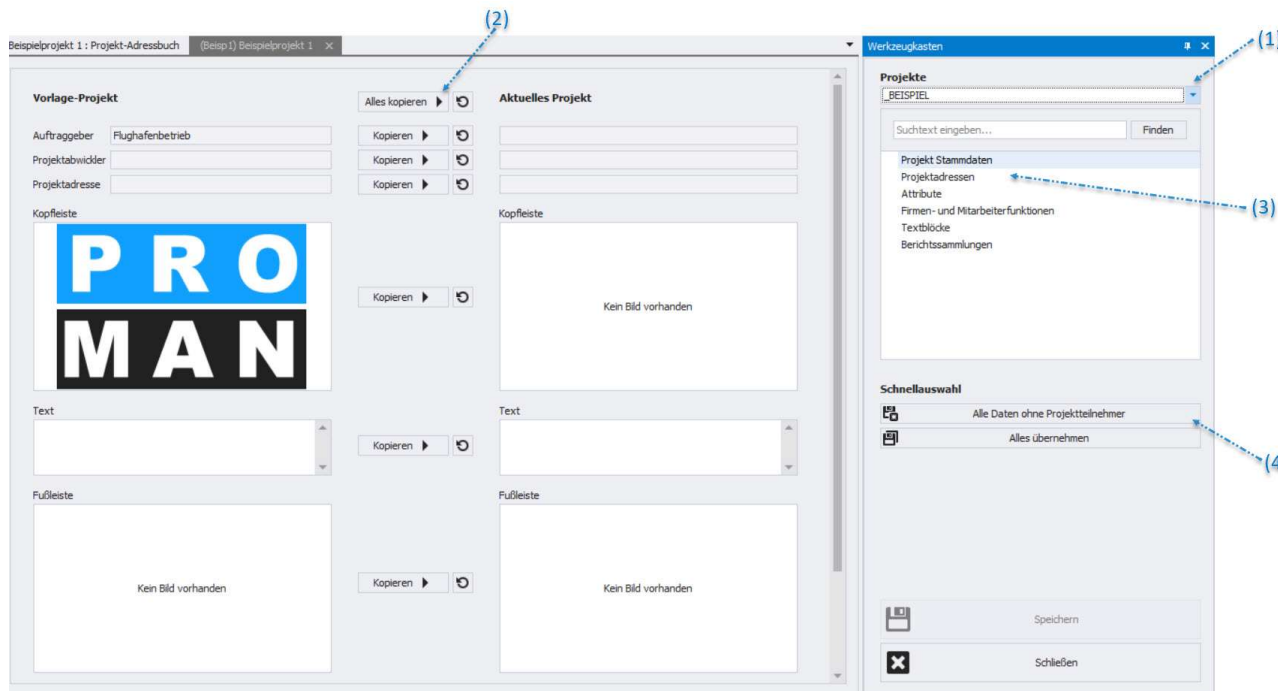 (2)
Beispielprojekt 1 : Projekt-Adressbuch (Beisp1) Beispielprojekt 1
Vorlage-Projekt Alles kopieren Aktuelles Projekt
Auftraggeber Flughafenbetrieb Kopieren
Projektabwickler Kopieren
Projektadresse Kopieren
Kopfleiste Kopfleiste
PRO
MAN
Kopieren
Kein Bild vorhanden
Text Text
Kopieren
Fußleiste Fußleiste
Kein Bild vorhanden Kopieren Kein Bild vorhanden
Werkzeugkasten
(1)
Projekte
_BEISPIEL
Suchtext eingeben... Finden
Projekt Stammdaten
Projektadressen
Attribute
(3)
Firmen- und Mitarbeiterfunktionen
Textblöcke
Berichtssammlungen
Schnellauswahl
Alle Daten ohne Projektteilnehmer
Alles übernehmen
(4
Speichern
Schließen